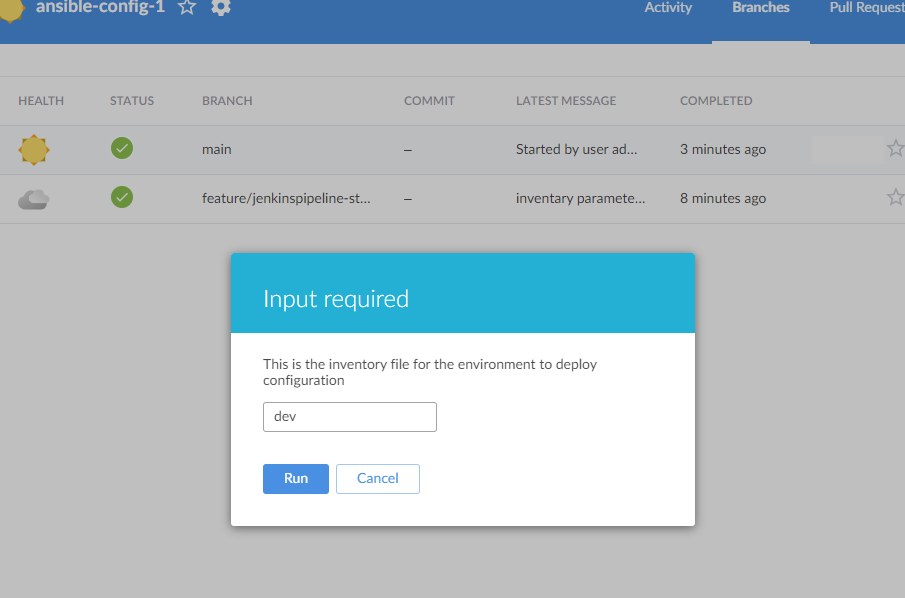 ansible-config-1
Activity Branches Pull Request
HEALTH STATUS BRANCH COMMIT LATEST MESSAGE COMPLETED
main – Started by user ad... 3 minutes ago
feature/jenkinspipeline-st... – inventary paramete... 8 minutes ago
Input required
This is the inventory file for the environment to deploy
configuration
dev
Run Cancel